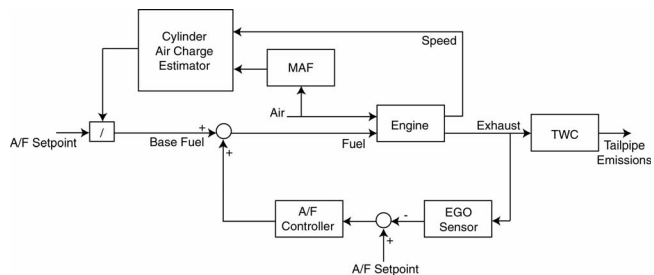 Cylinder
Air Charge
Estimator
Speed
MAF
Air
Engine
Exhaust
TWC
Tailpipe
Emissions
A/F Setpoint
/
Base Fuel
+
+
Fuel
A/F
Controller
-
+
EGO
Sensor
A/F Setpoint